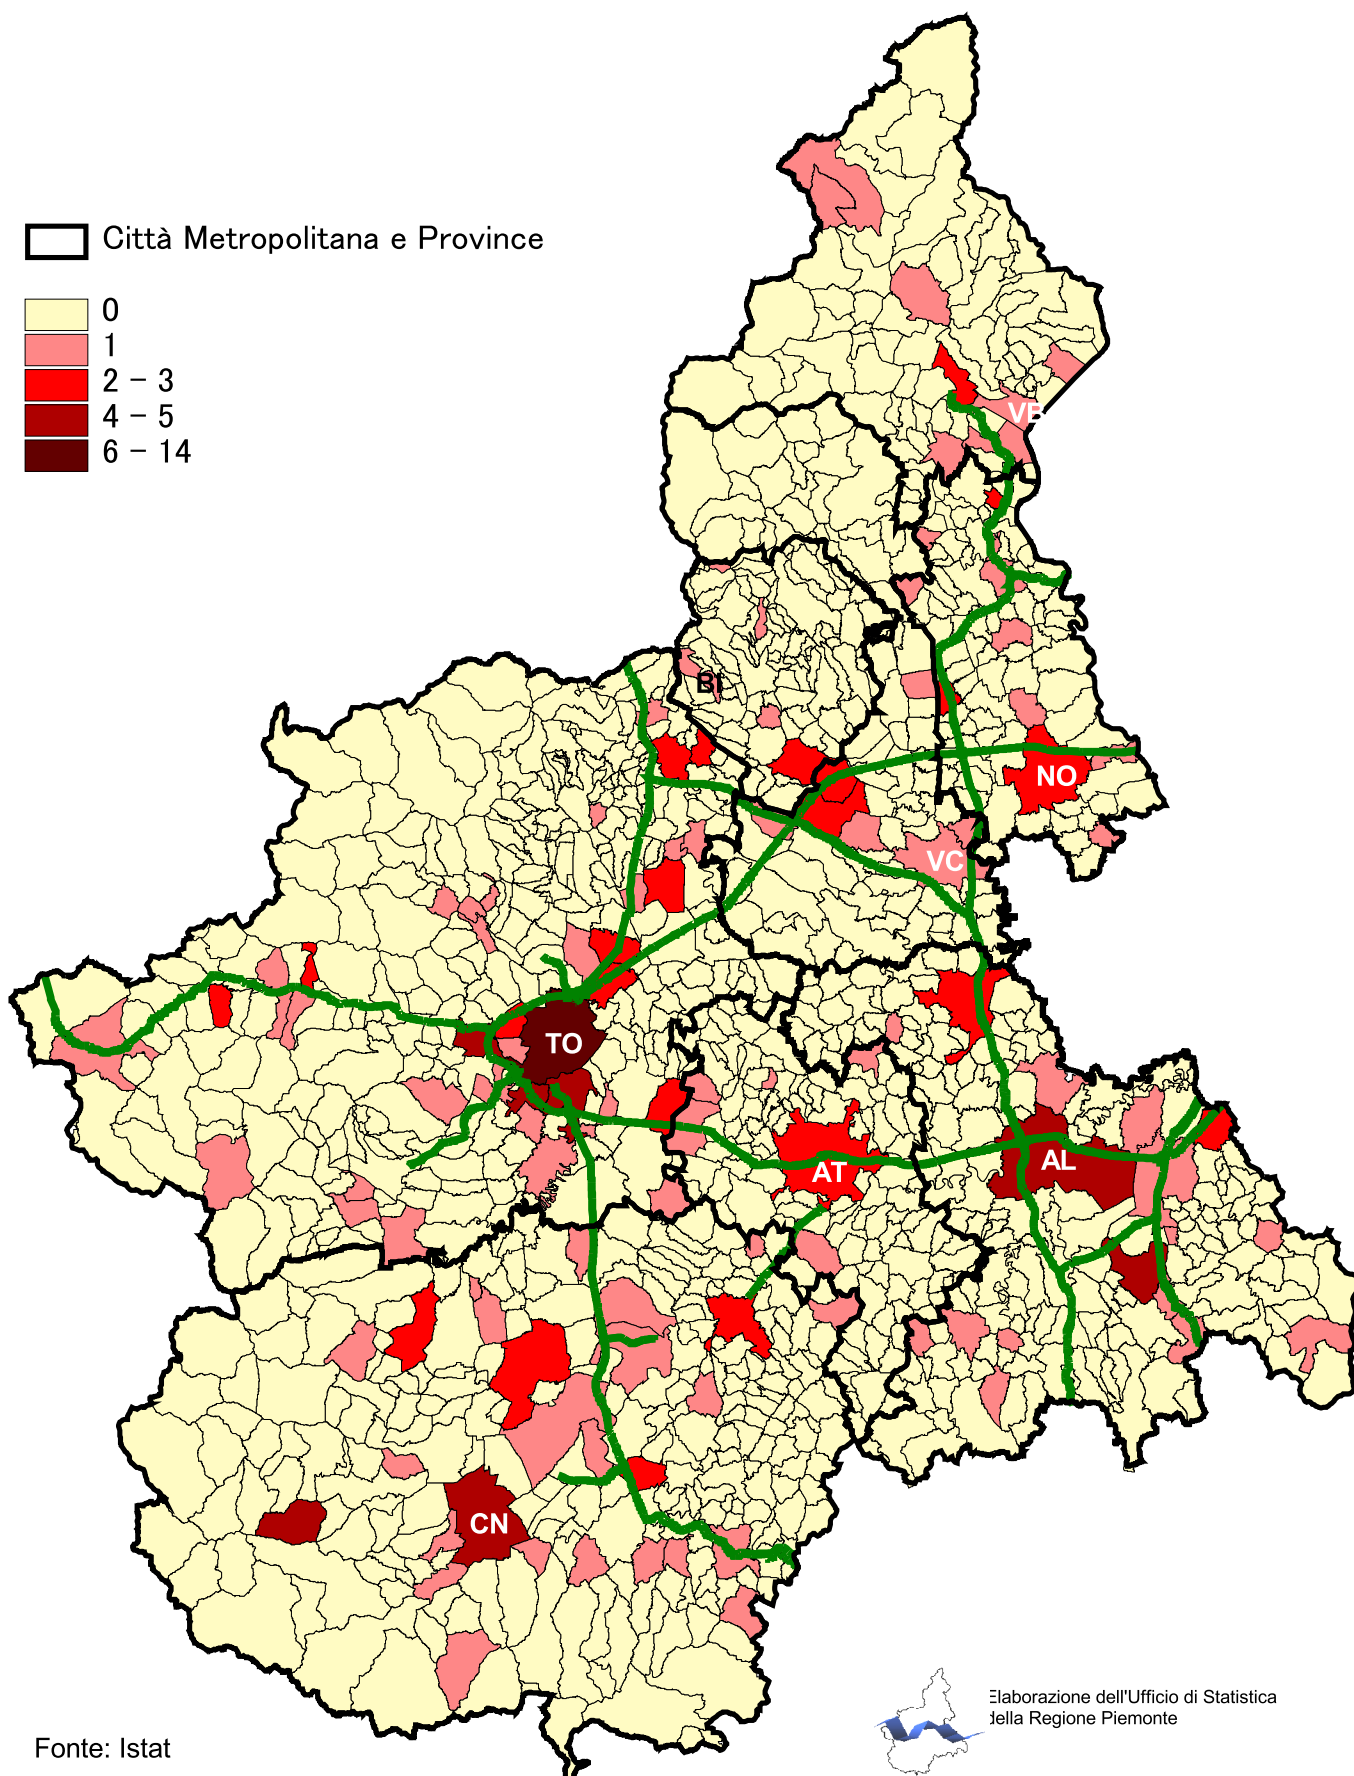 Città Metropolitana e Province
0
1
2 – 3
4 – 5
6 – 14
VB
BI
NO
VC
TO
AT
AL
CN
Elaborazione dell'Ufficio di Statistica
della Regione Piemonte
Fonte: Istat